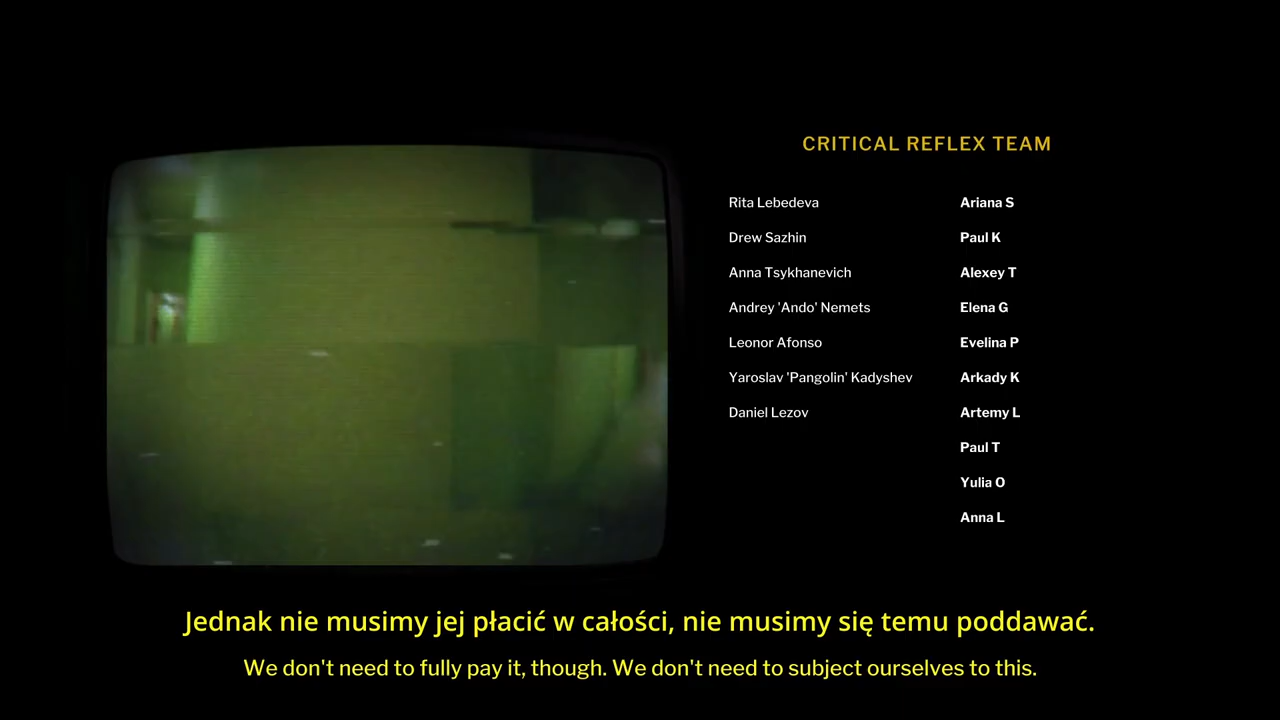 CRITICAL REFLEX TEAM
Rita Lebedeva
Drew Sazhin
Anna Tsykhanevich
Andrey 'Ando' Nemets
Leonor Afonso
Yaroslav 'Pangolin' Kadyshev
Daniel Lezov
Ariana S
Paul K
Alexey T
Elena G
Evelina P
Arkady K
Artemy L
Paul T
Yulia O
Anna L
Jednak nie musimy jej płacić w całości, nie musimy się temu poddawać.
We don't need to fully pay it, though. We don't need to subject ourselves to this.